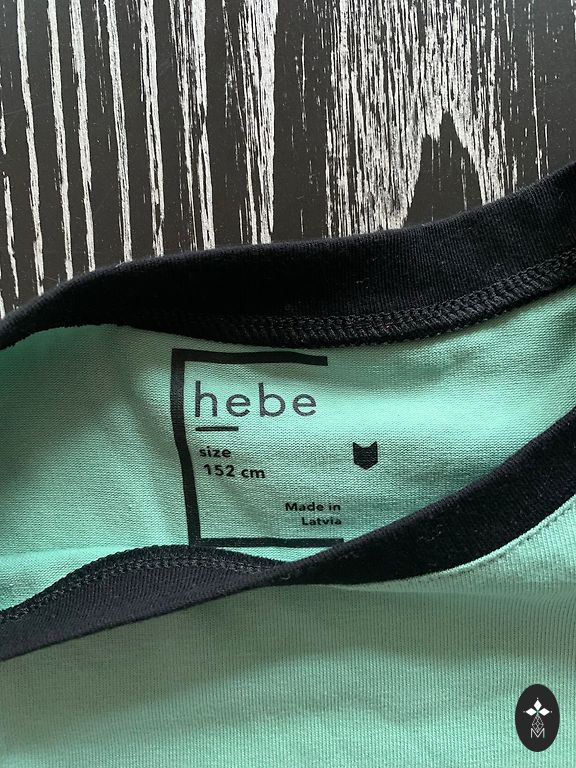 hebe
size
152 cm
Made in
Latvia
M